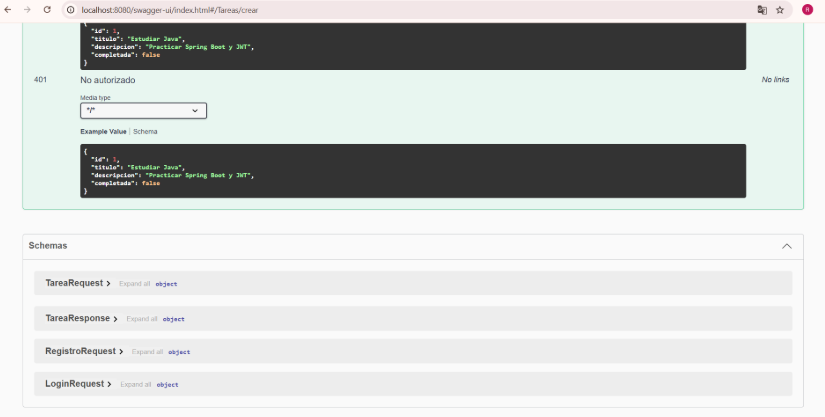 localhost:8080/swagger-ui/index.html#/Tareas/crear
R
{
"id": 1,
"titulo": "Estudiar Java",
"descripcion": "Practicar Spring Boot y JWT",
"completada": false
}
401
No autorizado
No links
Media type
*/*
Example Value | Schema
{
"id": 1,
"titulo": "Estudiar Java",
"descripcion": "Practicar Spring Boot y JWT",
"completada": false
}
Schemas
TareaRequest Expand all object
TareaResponse Expand all object
RegistroRequest Expand all object
LoginRequest Expand all object